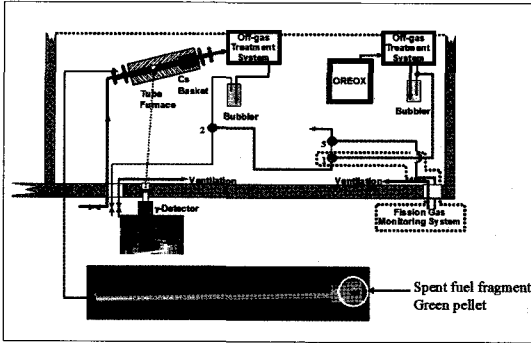 Off-gas
Treatment
System
Off-gas
Treatment
System
Cs
Basket
Tube
Furnace
OREOX
Bubbler
Bubbler
2
3
Ventilation
Ventilation
γ-Detector
Fission Gas
Monitoring System
Spent fuel fragment
Green pellet